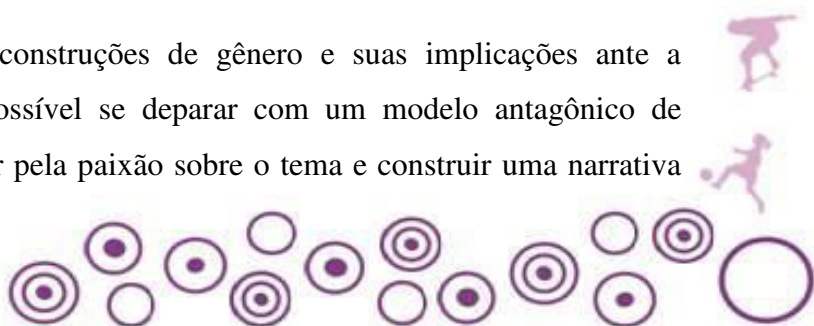 construções de gênero e suas implicações ante a
ossível se deparar com um modelo antagônico de
r pela paixão sobre o tema e construir uma narrativa